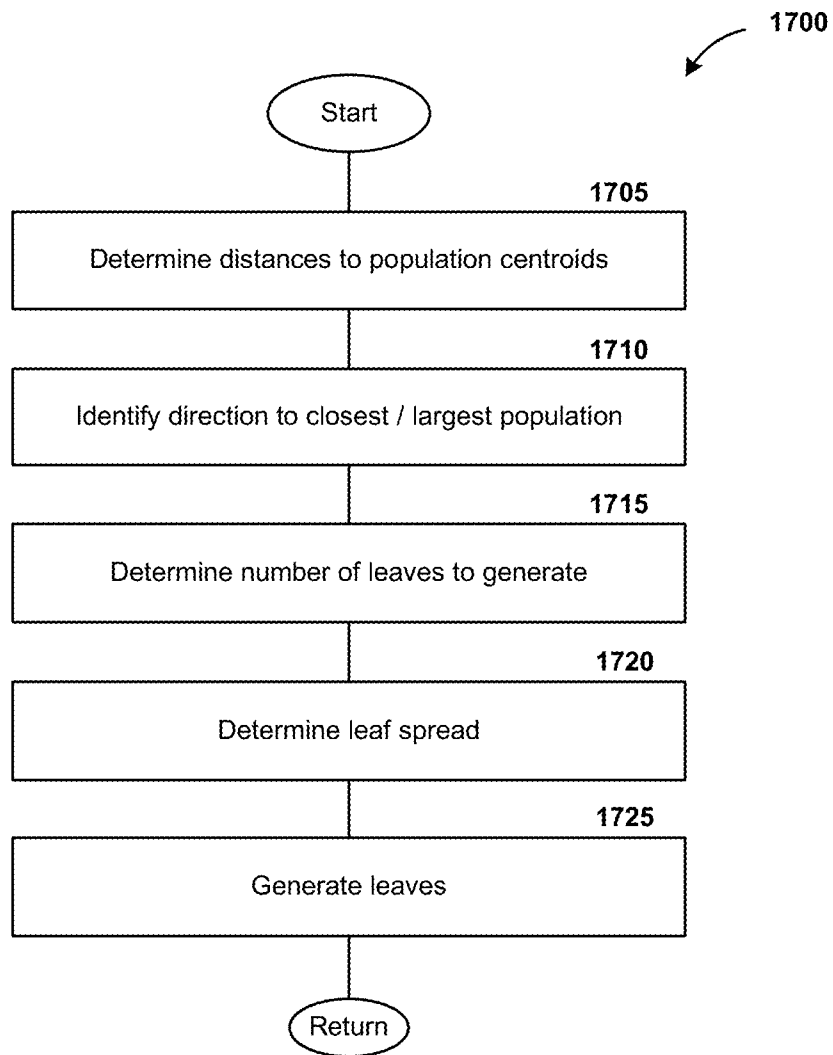 1700
Start
1705
Determine distances to population centroids
1710
Identify direction to closest / largest population
1715
Determine number of leaves to generate
1720
Determine leaf spread
1725
Generate leaves
Return